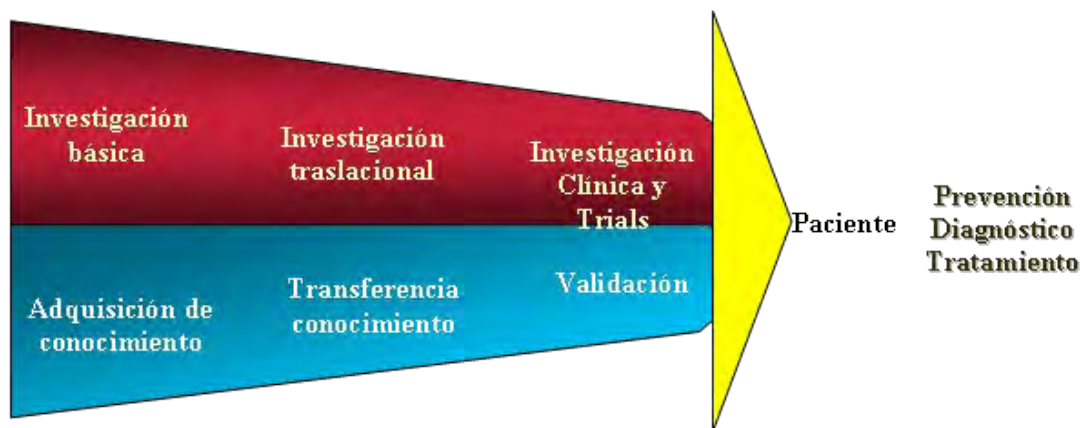 Investigación
básica
Investigación
traslacional
Investigación
Clínica y
Trials
Adquisición de
conocimiento
Transferencia
conocimiento
Validación
Paciente
Prevención
Diagnóstico
Tratamiento